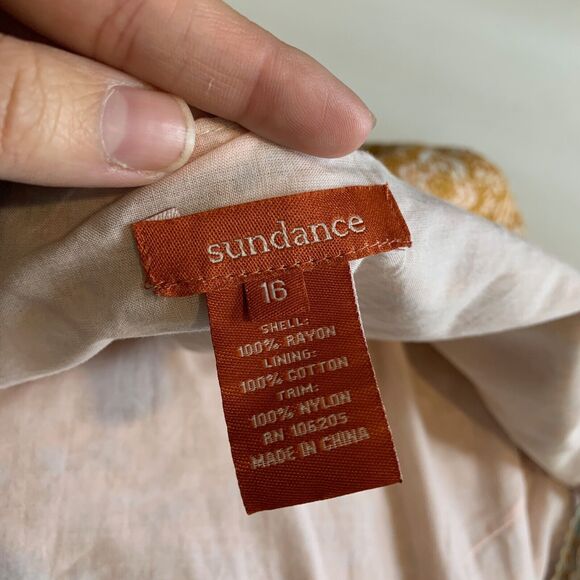 sundance
16
SHELL:
100% RAYON
LINING:
100% COTTON
TRIM:
100% NYLON
RN 106205
MADE IN CHINA